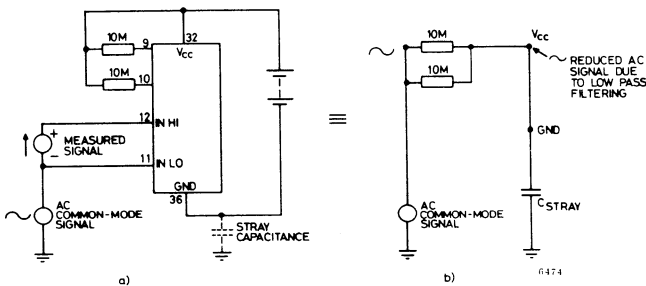 32
Vcc
10M
9
10M
10
12
IN HI
+
MEASURED
SIGNAL
-
11
IN LO
GND
36
AC
COMMON-MODE
SIGNAL
STRAY
CAPACITANCE
a)
10M
10M
Vcc
REDUCED AC
SIGNAL DUE
TO LOW PASS
FILTERING
GND
C STRAY
AC
COMMON-MODE
SIGNAL
b)
6474